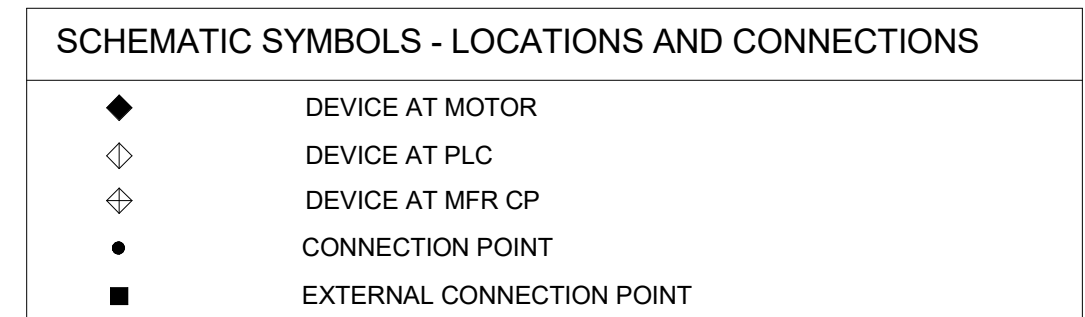 SCHEMATIC SYMBOLS - LOCATIONS AND CONNECTIONS
DEVICE AT MOTOR
DEVICE AT PLC
DEVICE AT MFR CP
CONNECTION POINT
EXTERNAL CONNECTION POINT